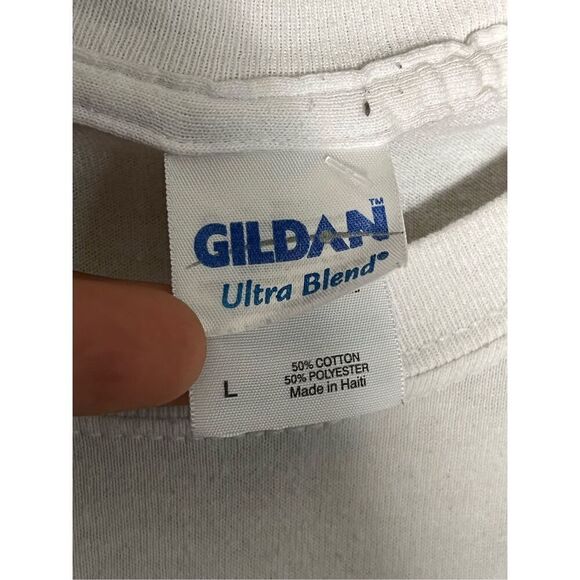 GILDAN™
Ultra Blend®
L
50% COTTON
50% POLYESTER
Made in Haiti